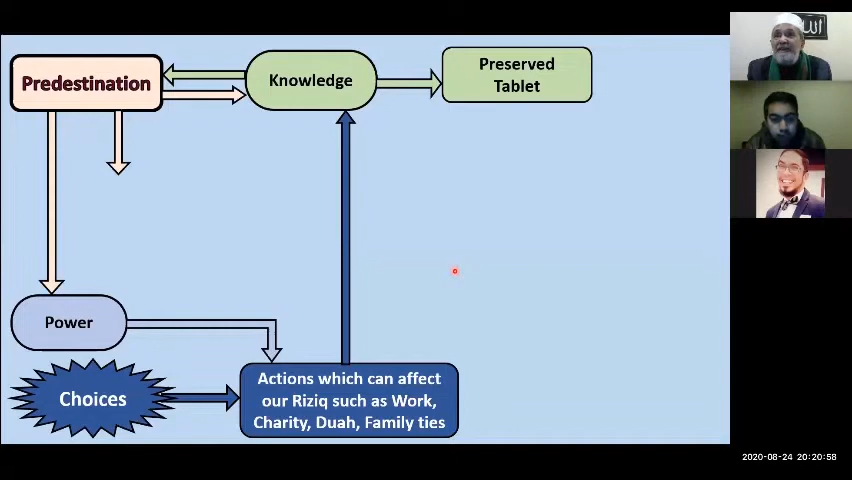 Predestination
Knowledge
Preserved
Tablet
Power
Choices
Actions which can affect
our Riziq such as Work,
Charity, Duah, Family ties
الله
2020-08-24 20:20:58